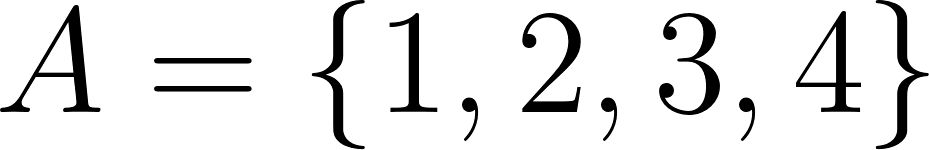 A = {1, 2, 3, 4}